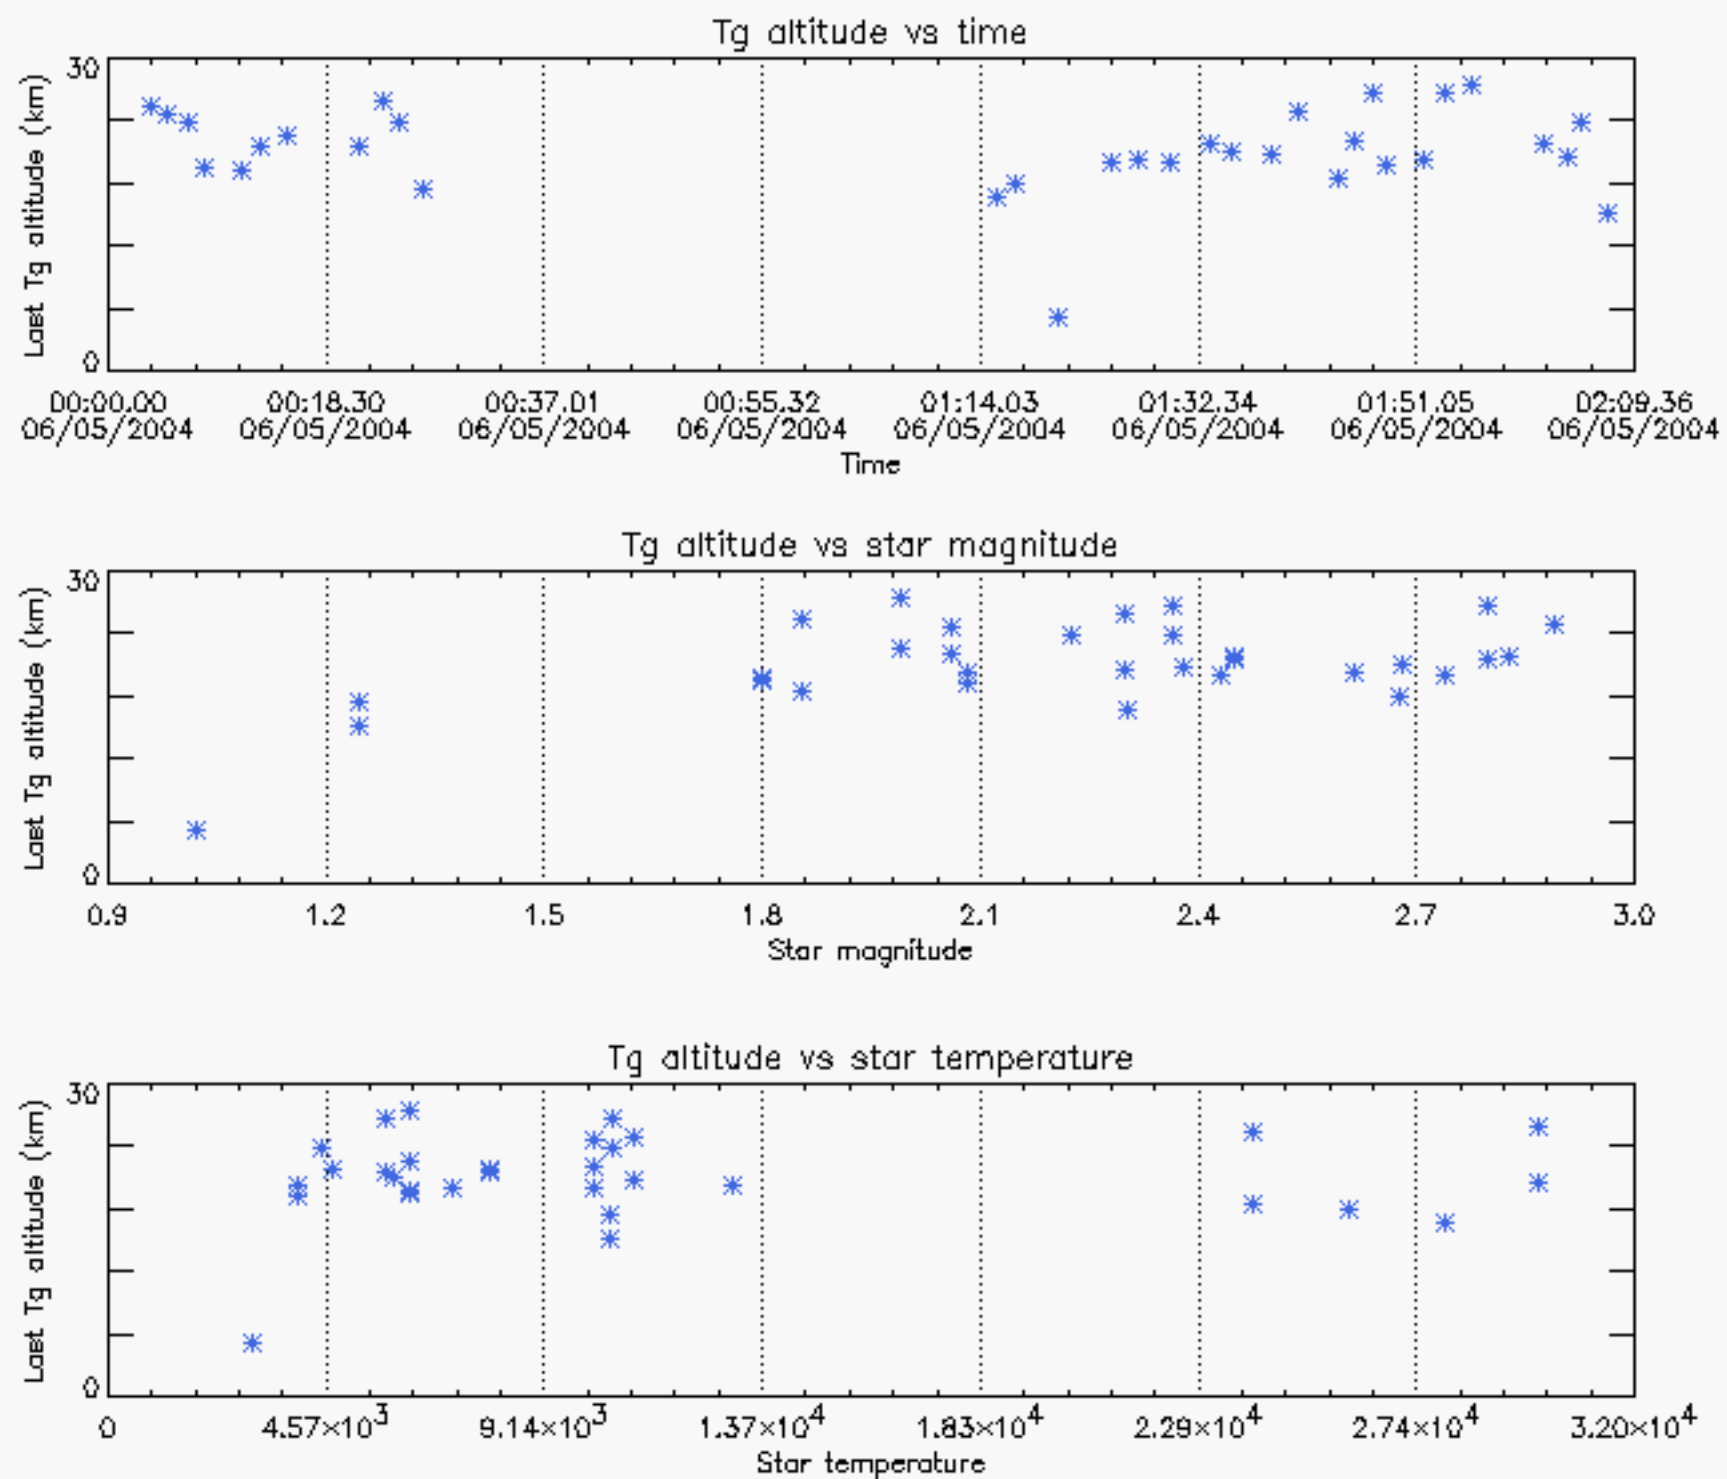 Tg altitude vs time
30
Last Tg altitude (km)
0
00:00.00 00:18.30 00:37.01 00:55.32 01:14.03 01:32.34 01:51.05 02:09.36
06/05/2004 06/05/2004 06/05/2004 06/05/2004 06/05/2004 06/05/2004 06/05/2004 06/05/2004
Time
Tg altitude vs star magnitude
30
Last Tg altitude (km)
0
0.9 1.2 1.5 1.8 2.1 2.4 2.7 3.0
Star magnitude
Tg altitude vs star temperature
30
Last Tg altitude (km)
0
0 4.57×10³ 9.14×10³ 1.37×10⁴ 1.83×10⁴ 2.29×10⁴ 2.74×10⁴ 3.20×10⁴
Star temperature